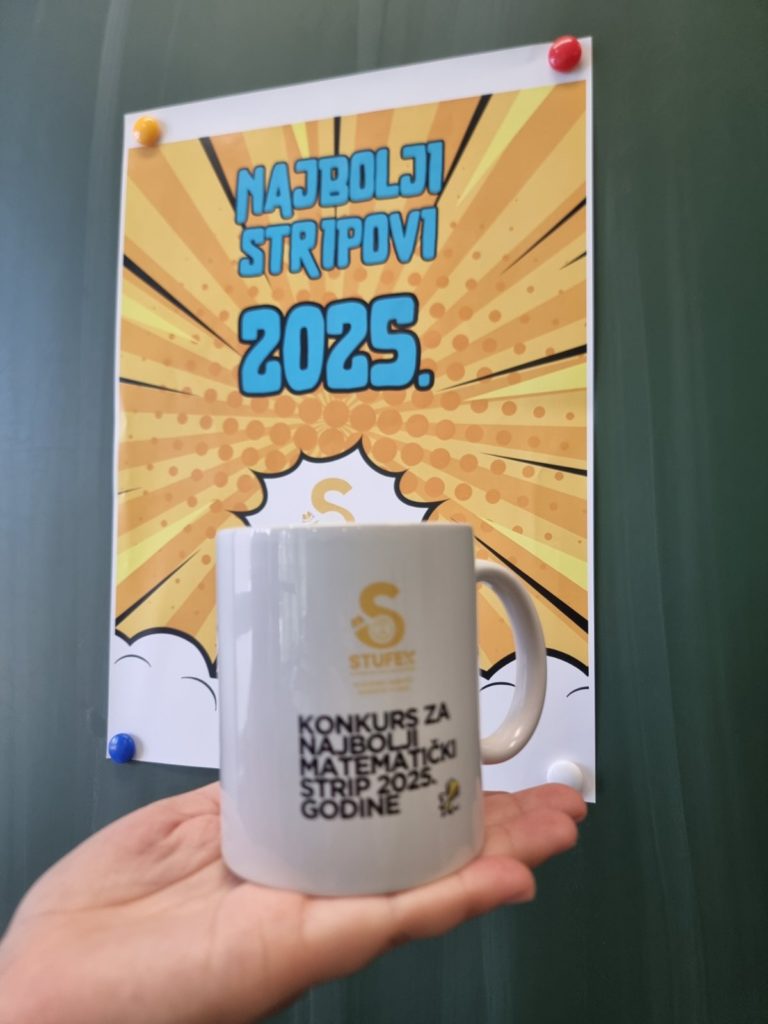 NAJBOLJI
STRIPOVI
2025.
S
S
STUFEX
KONKURS ZA
NAJBOLJI
MATEMATIČKI
STRIP 2025.
GODINE